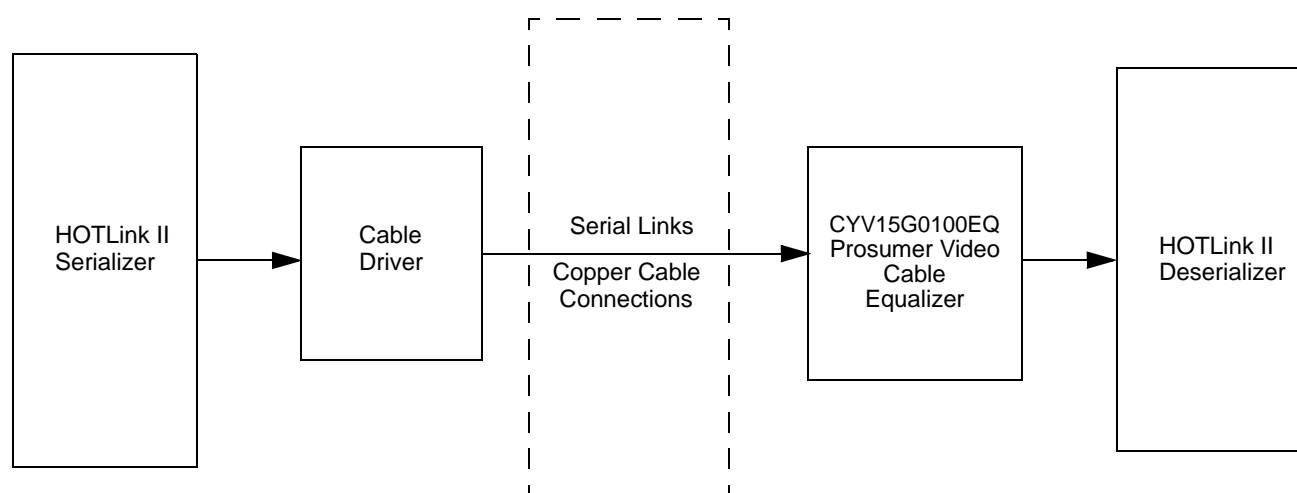 HOTLink II
Serializer
Cable
Driver
Serial Links
Copper Cable
Connections
CYV15G0100EQ
Prosumer Video
Cable
Equalizer
HOTLink II
Deserializer